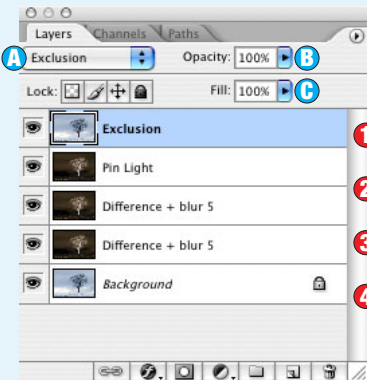 Layers Channels Paths
A Exclusion Opacity: 100% B
Lock: Fill: 100% C
Exclusion
1
Pin Light
2
Difference + blur 5
3
Difference + blur 5
4
Background